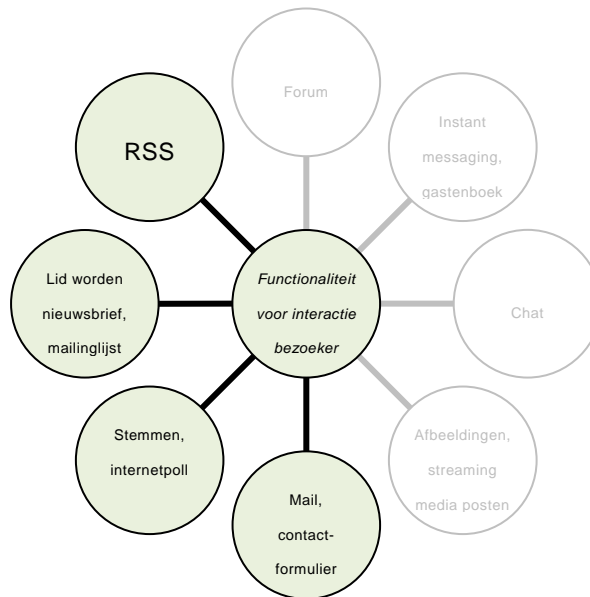 Forum
Instant
messaging,
gastenboek
RSS
Lid worden
nieuwsbrief,
mailinglijst
Functionaliteit
voor interactie
bezoeker
Chat
Stemmen,
internetpoll
Afbeeldingen,
streaming
media posten
Mail,
contact-
formulier